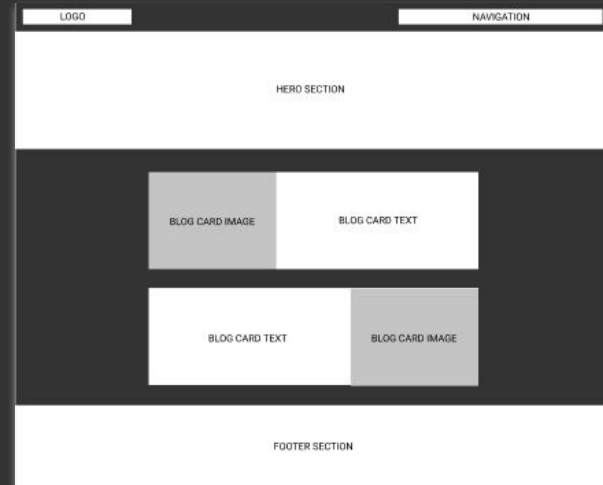 LOGO
NAVIGATION
HERO SECTION
BLOG CARD IMAGE
BLOG CARD TEXT
BLOG CARD TEXT
BLOG CARD IMAGE
FOOTER SECTION